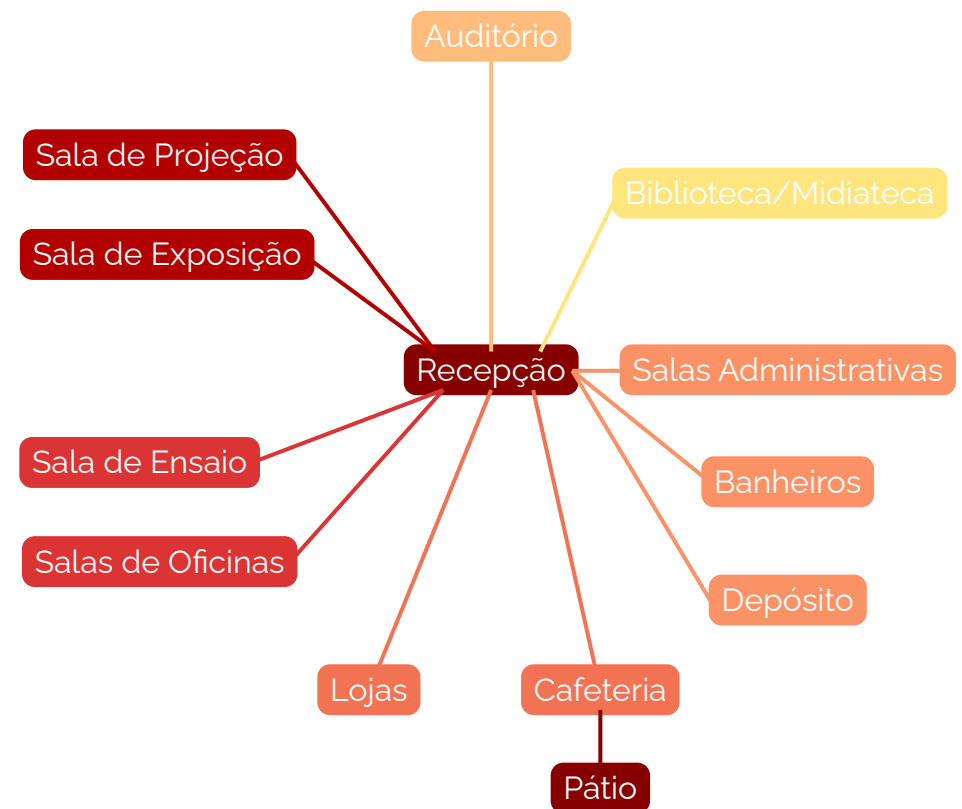 Auditório
Sala de Projeção
Biblioteca/Midiateca
Sala de Exposição
Recepção
Salas Administrativas
Sala de Ensaio
Banheiros
Salas de Oficinas
Depósito
Lojas
Cafeteria
Pátio